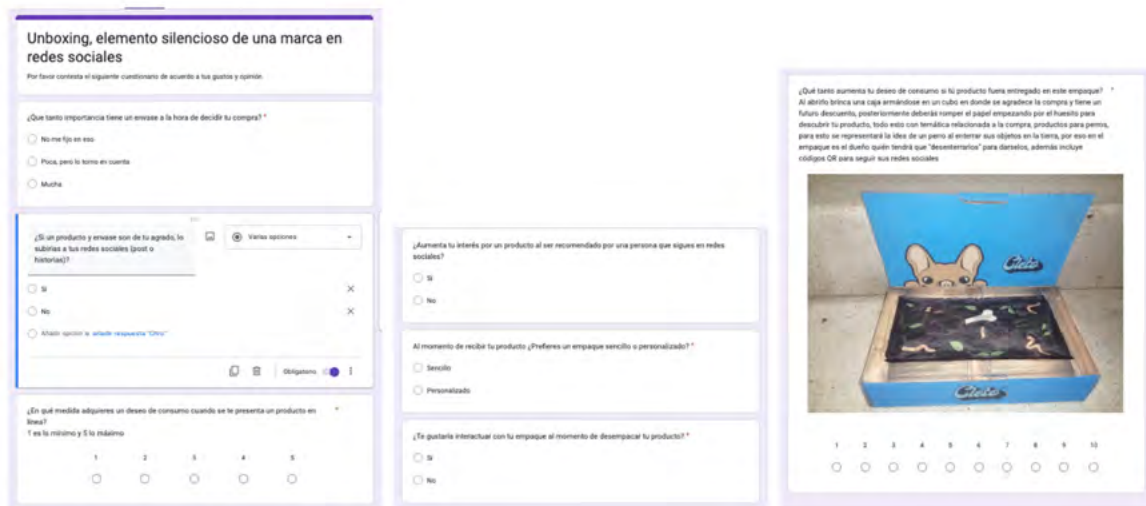 Unboxing, elemento silencioso de una marca en
redes sociales
Por favor contesta el siguiente cuestionario de acuerdo a tus gustos y opinión
¿Que tanto importancia tiene un envase a la hora de decidir tu compra? *
No me fijo en eso
Poca, pero lo tomo en cuenta
Mucha
¿Si un producto y envase son de tu agrado, lo
subirias a tus redes sociales (post o
historias)?
Varias opciones
Si
No
Añadir opción o añadir respuesta "Otro"
Obligatorio
¿En qué medida adquieres un deseo de consumo cuando se te presenta un producto en *
línea?
1 es lo mínimo y 5 lo máximo
1 2 3 4 5
¿Aumenta tu interés por un producto al ser recomendado por una persona que sigues en redes
sociales?
Si
No
Al momento de recibir tu producto ¿Prefieres un empaque sencillo o personalizado? *
Sencillo
Personalizado
¿Te gustaría interactuar con tu empaque al momento de desempacar tu producto? *
Si
No
¿Qué tanto aumenta tu deseo de consumo si tú producto fuera entregado en este empaque? *
Al abrirlo brinca una caja armándose en un cubo en donde se agradece la compra y tiene un
futuro descuento, posteriormente deberás romper el papel empezando por el huesito para
descubrir tu producto, todo esto con temática relacionada a la compra, productos para perros,
para esto se representará la idea de un perro al enterrar sus objetos en la tierra, por eso en el
empaque es el dueño quién tendrá que "desenterrarlos" para darselos, además incluye
códigos QR para seguir sus redes sociales
1 2 3 4 5 6 7 8 9 10